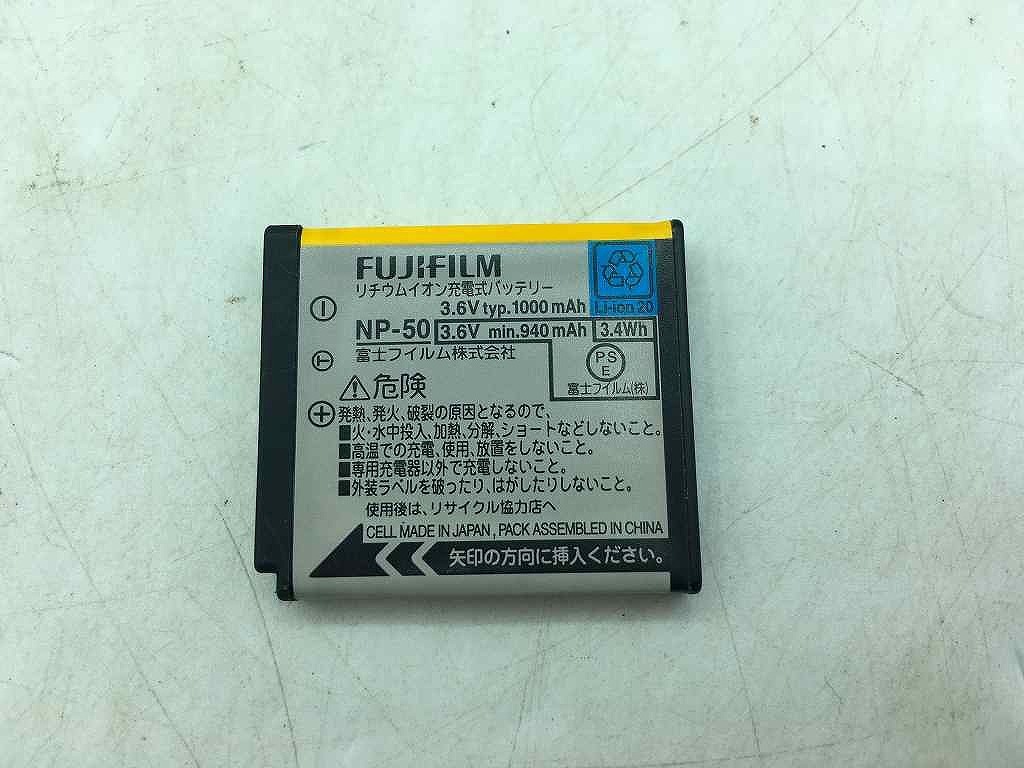 FUJIFILM
リチウムイオン充電式バッテリー
3.6V typ.1000 mAh
Li-ion 20
NP-50 3.6V min.940 mAh 3.4Wh
富士フイルム株式会社
PS
E
富士フイルム(株)
危険
発熱、発火、破裂の原因となるので、
■火・水中投入、加熱、分解、ショートなどしないこと。
■高温での充電、使用、放置をしないこと。
■専用充電器以外で充電しないこと。
■外装ラベルを破ったり、はがしたりしないこと。
使用後は、リサイクル協力店へ
CELL MADE IN JAPAN , PACK ASSEMBLED IN CHINA
矢印の方向に挿入ください。